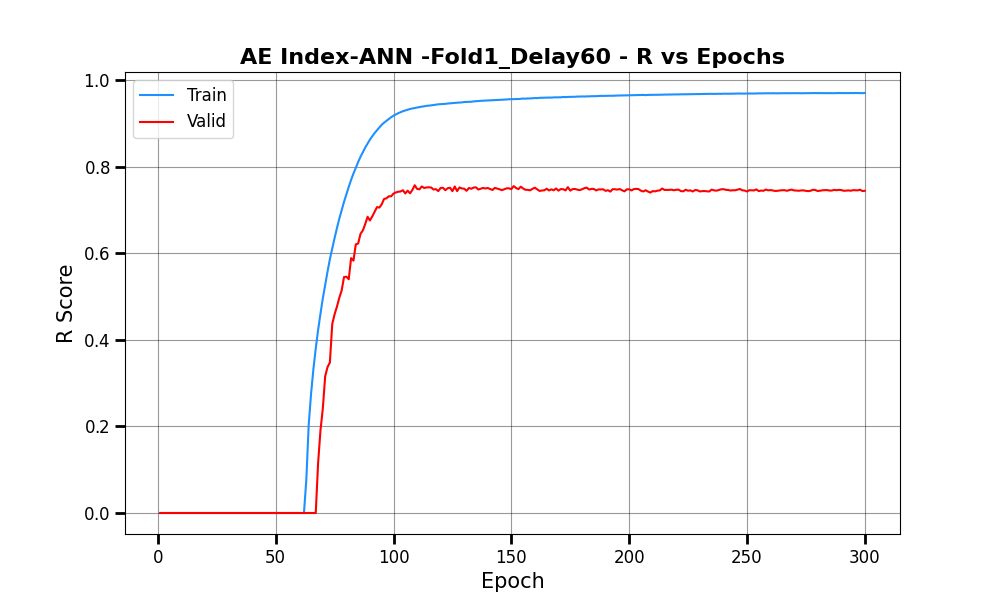 AE Index-ANN -Fold1_Delay60 - R vs Epochs
Train
Valid
R Score
1.0
0.8
0.6
0.4
0.2
0.0
0 50 100 150 200 250 300
Epoch